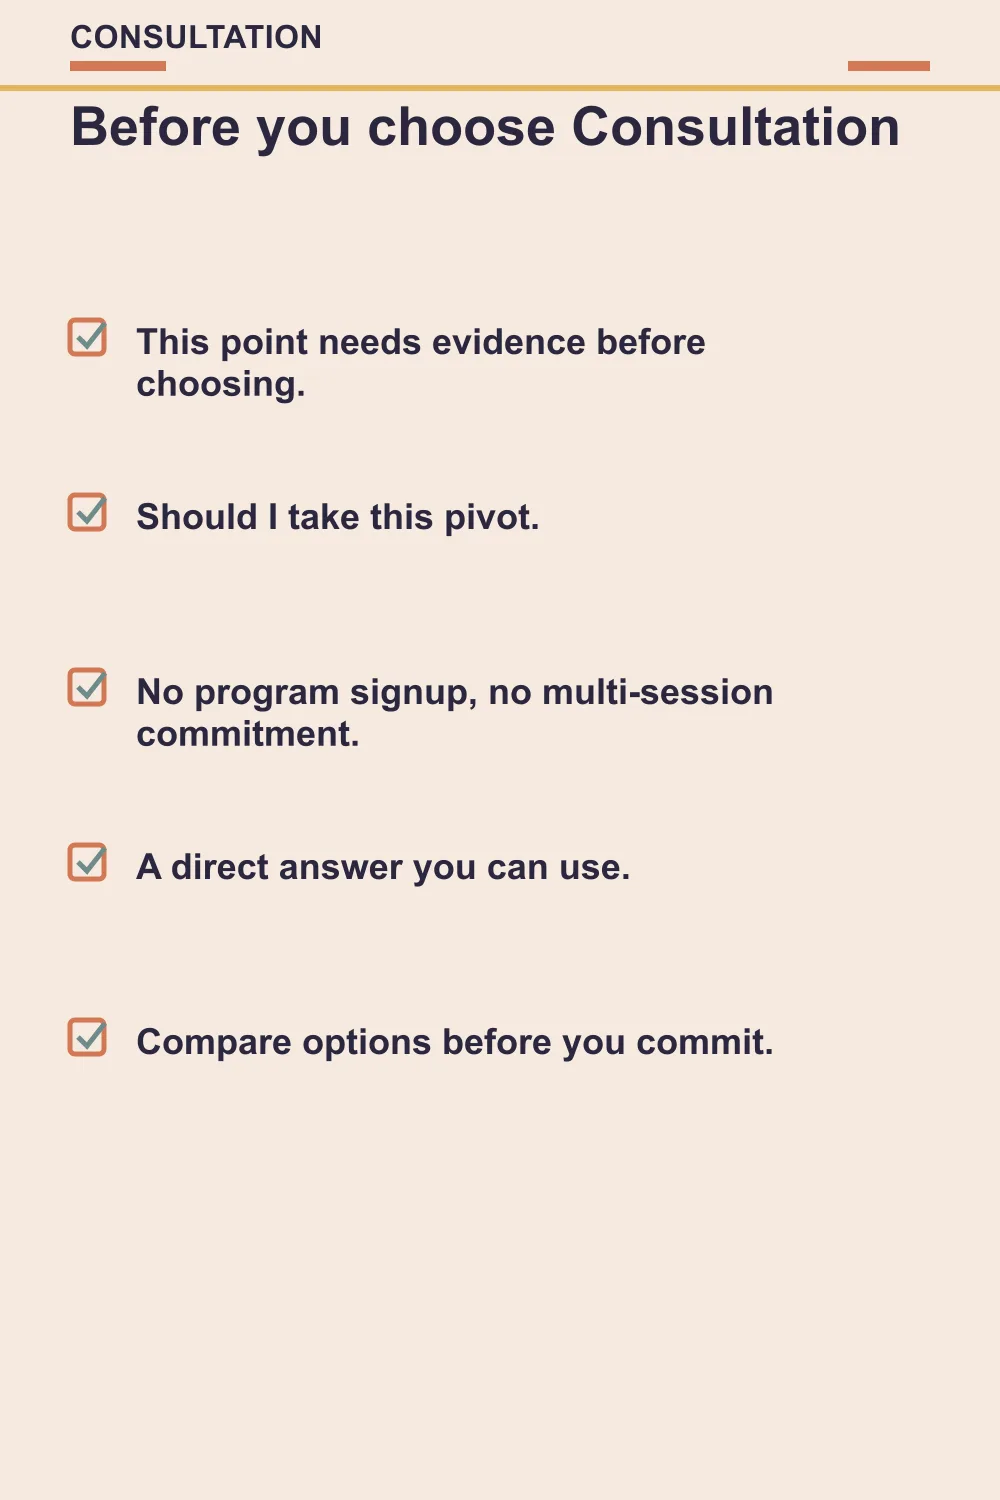 CONSULTATION
Before you choose Consultation
This point needs evidence before
choosing.
Should I take this pivot.
No program signup, no multi-session
commitment.
A direct answer you can use.
Compare options before you commit.